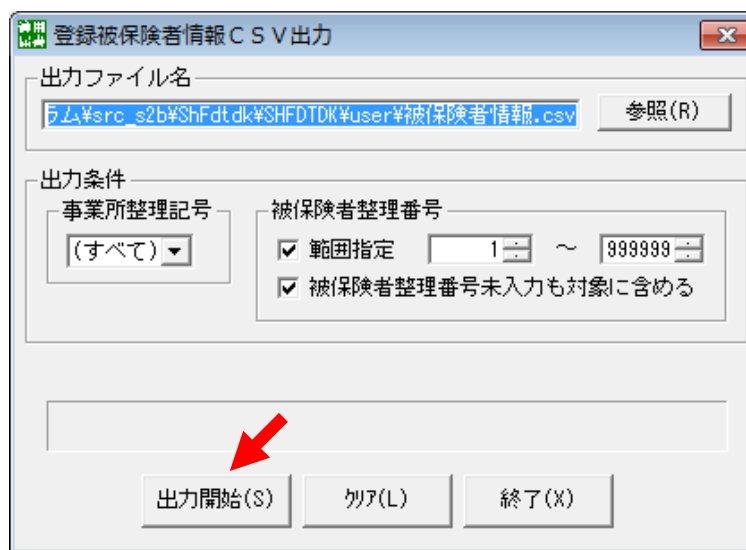 登録被保険者情報ＣＳＶ出力
出力ファイル名
ラム¥src_s2b¥ShFdtdk¥SHFDTDK¥user¥被保険者情報.csv
参照(R)
出力条件
事業所整理記号
(すべて)
被保険者整理番号
範囲指定 1 ～ 999999
被保険者整理番号未入力も対象に含める
出力開始(S) ｸﾘｱ(L) 終了(X)